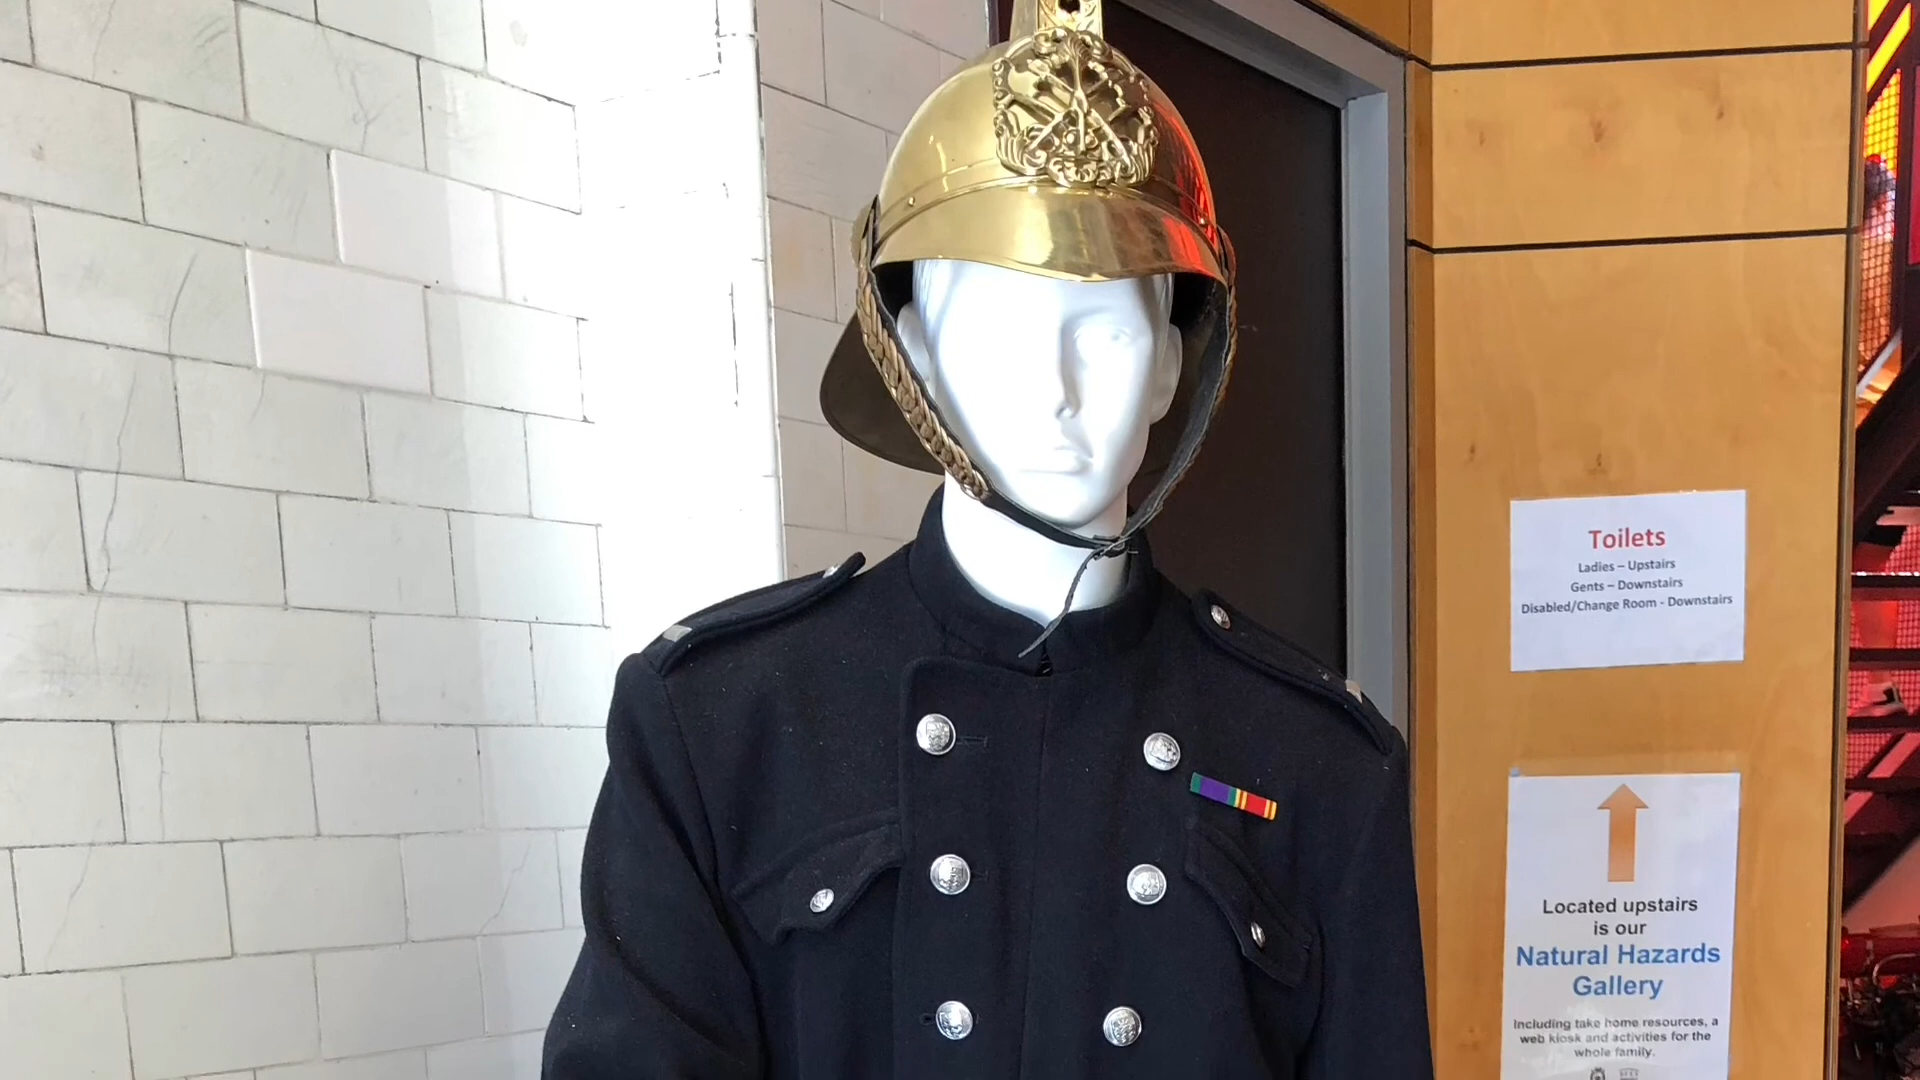 Toilets
Ladies – Upstairs
Gents – Downstairs
Disabled/Change Room - Downstairs
Located upstairs
is our
Natural Hazards
Gallery
Including take home resources, a
web kiosk and activities for the
whole family.